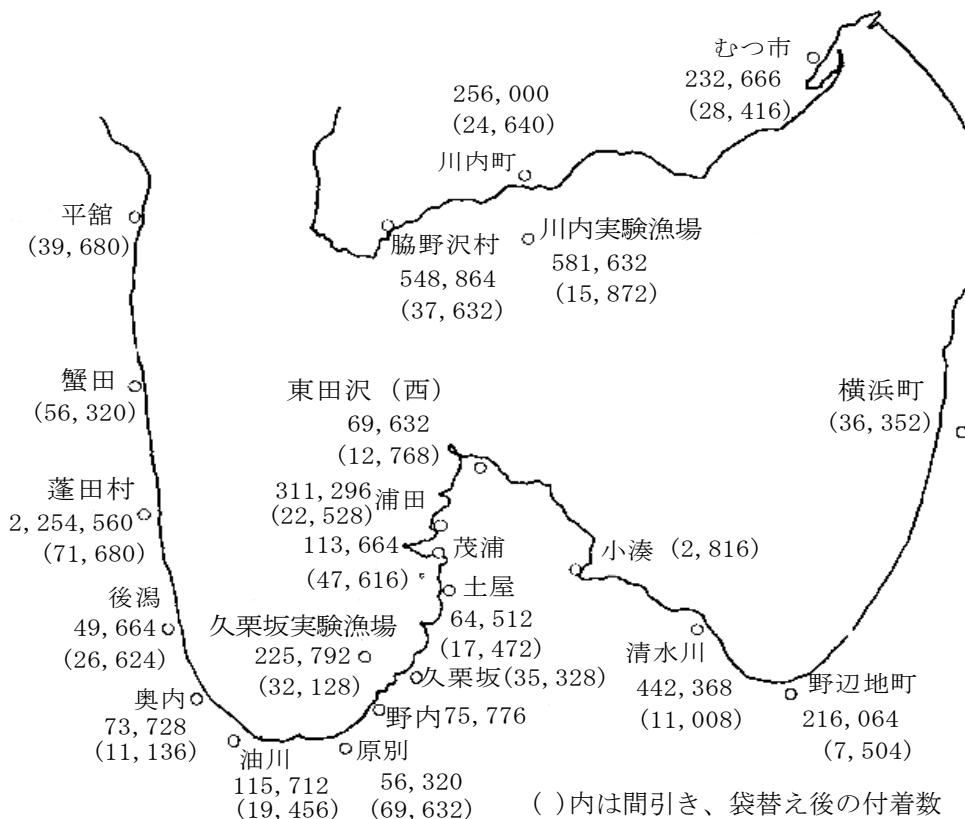 むつ市
232,666
(28,416)
256,000
(24,640)
川内町
平舘
(39,680)
脇野沢村
548,864
(37,632)
川内実験漁場
581,632
(15,872)
蟹田
(56,320)
東田沢（西）
69,632
(12,768)
横浜町
(36,352)
蓬田村
2,254,560
(71,680)
311,296
浦田
(22,528)
113,664
茂浦
(47,616)
小湊 (2,816)
土屋
64,512
(17,472)
後潟
49,664
(26,624)
久栗坂実験漁場
225,792
(32,128)
久栗坂(35,328)
清水川
442,368
(11,008)
野辺地町
216,064
(7,504)
奥内
73,728
(11,136)
野内75,776
油川
115,712
(19,456)
原別
56,320
(69,632)
( )内は間引き、袋替え後の付着数